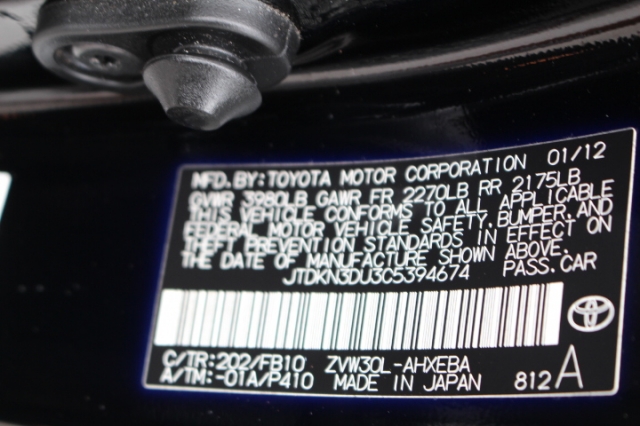 MFD. BY: TOYOTA MOTOR CORPORATION 01/12
GVWR 3980LB GAWR FR 2270LB RR 2175LB
THIS VEHICLE CONFORMS TO ALL APPLICABLE
FEDERAL MOTOR VEHICLE SAFETY, BUMPER, AND
THEFT PREVENTION STANDARDS IN EFFECT ON
THE DATE OF MANUFACTURE SHOWN ABOVE.
JTDKN3DU3C5394674 PASS. CAR
C/TR: 202/FB10 ZVW30L-AHXEBA
A/TM: -01A/P410 MADE IN JAPAN 812 A